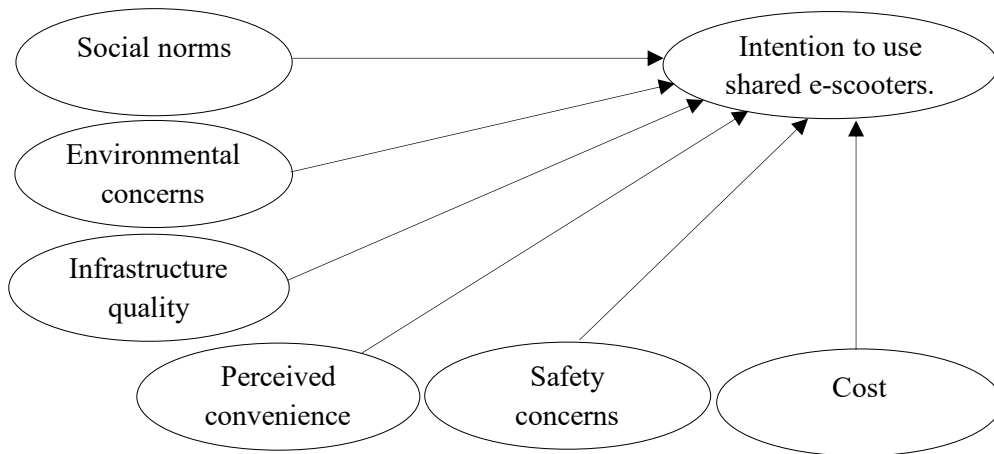 Social norms
Intention to use
shared e-scooters.
Environmental
concerns
Infrastructure
quality
Perceived
convenience
Safety
concerns
Cost